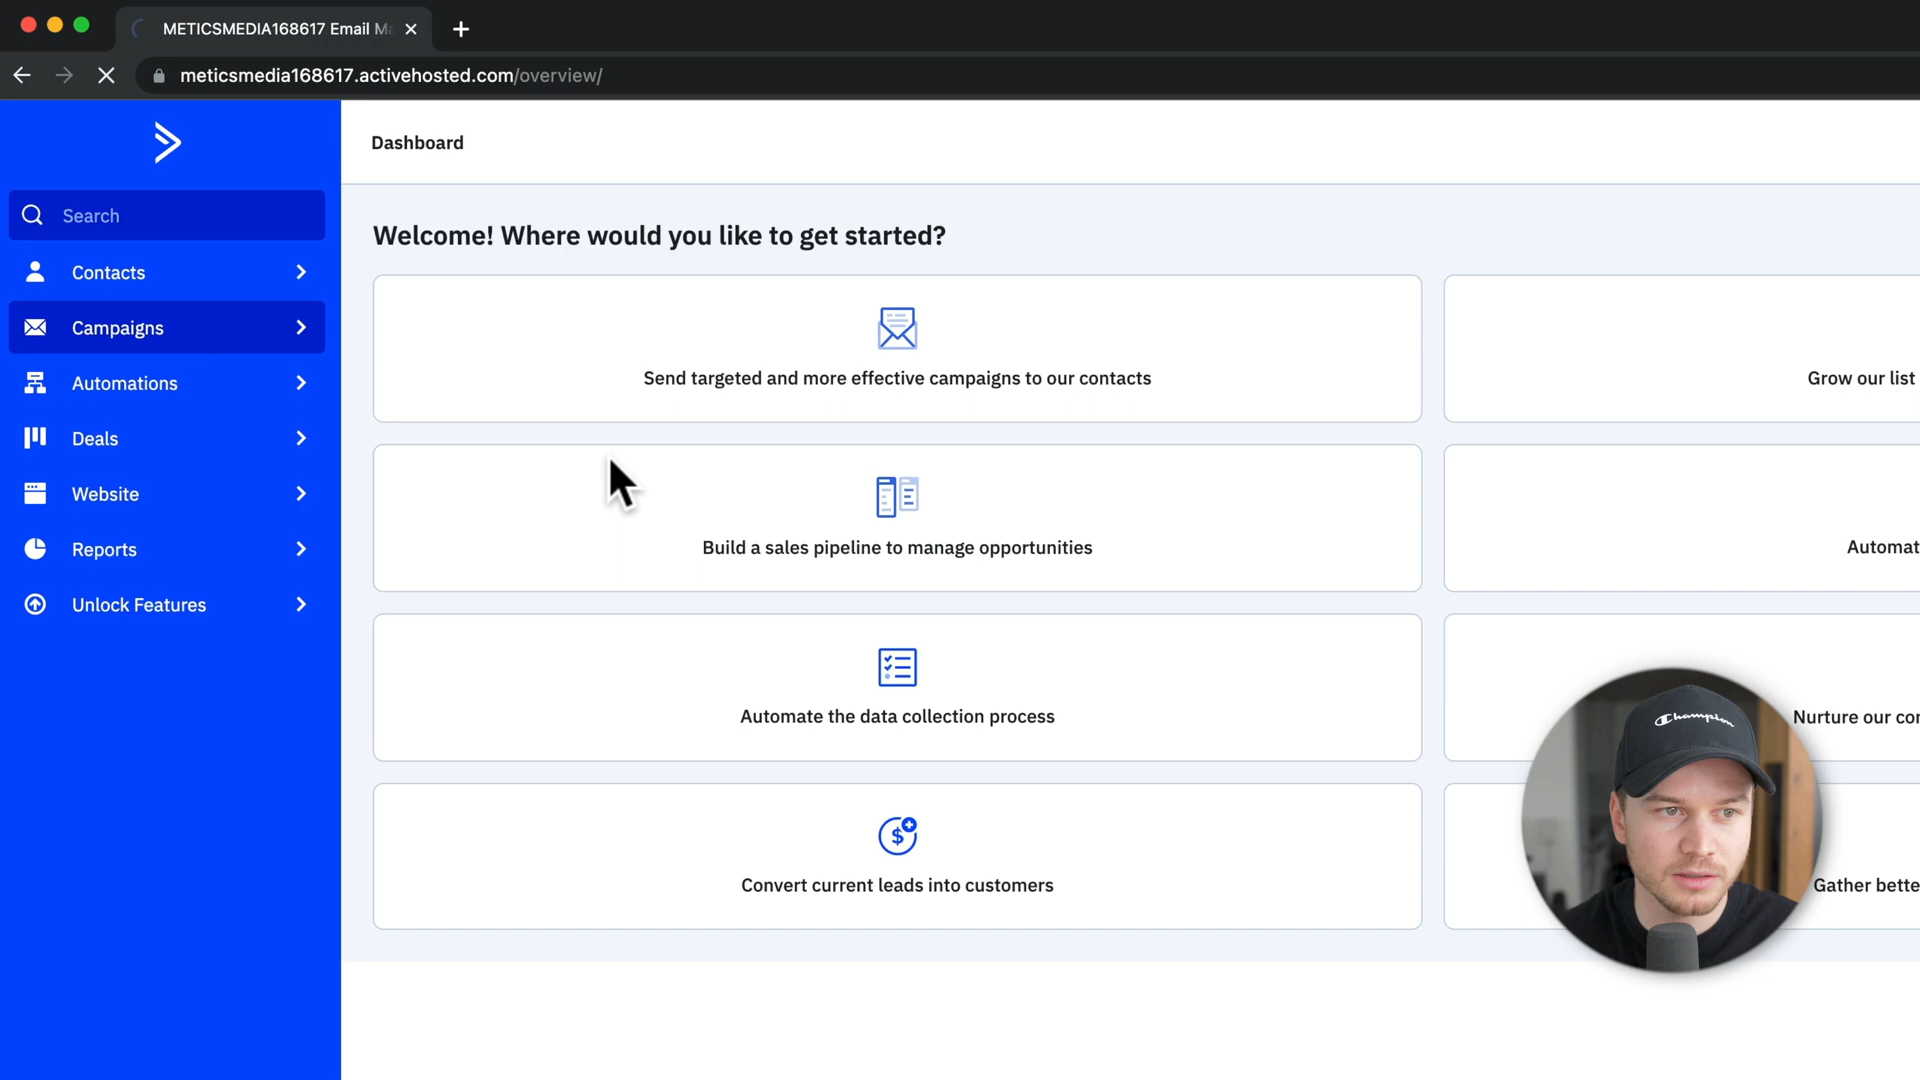 METICSMEDIA168617 Email Ma
meticsmedia168617.activehosted.com/overview/
Dashboard
Search
Contacts
Campaigns
Automations
Deals
Website
Reports
Unlock Features
Welcome! Where would you like to get started?
Send targeted and more effective campaigns to our contacts
Grow our list
Build a sales pipeline to manage opportunities
Automat
Automate the data collection process
Nurture our con
Convert current leads into customers
Gather bette
Champion